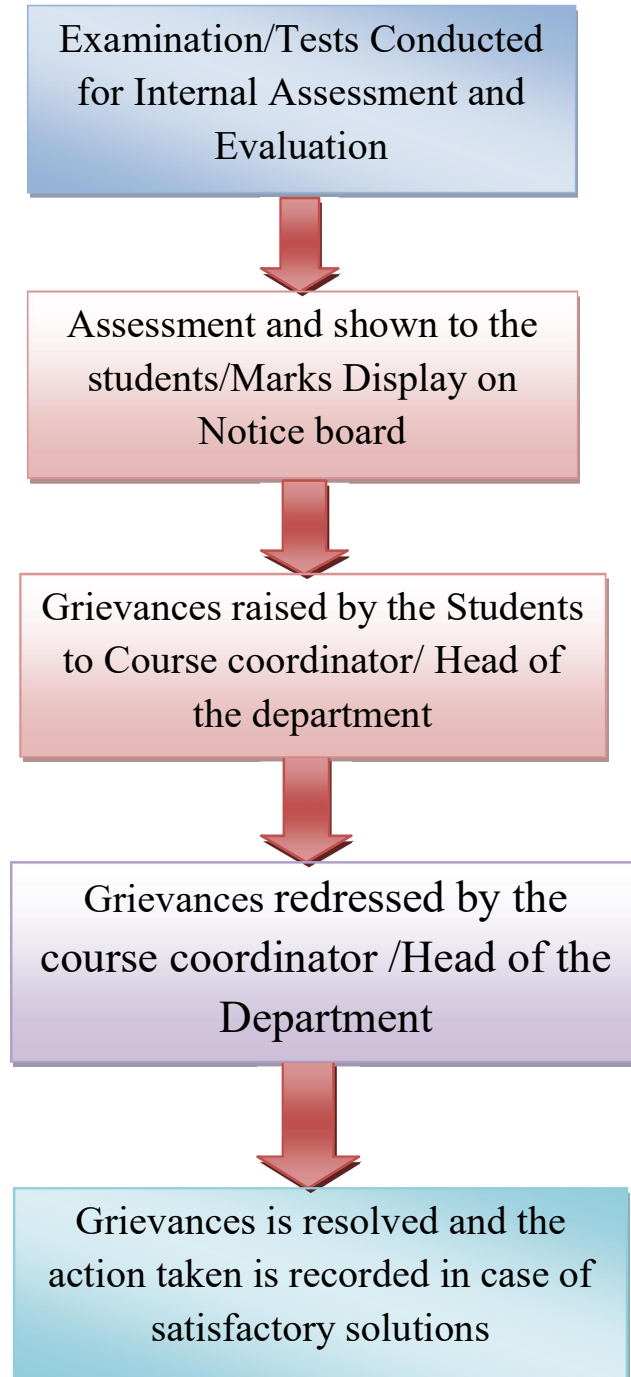 Examination/Tests Conducted
for Internal Assessment and
Evaluation
Assessment and shown to the
students/Marks Display on
Notice board
Grievances raised by the Students
to Course coordinator/ Head of
the department
Grievances redressed by the
course coordinator /Head of the
Department
Grievances is resolved and the
action taken is recorded in case of
satisfactory solutions